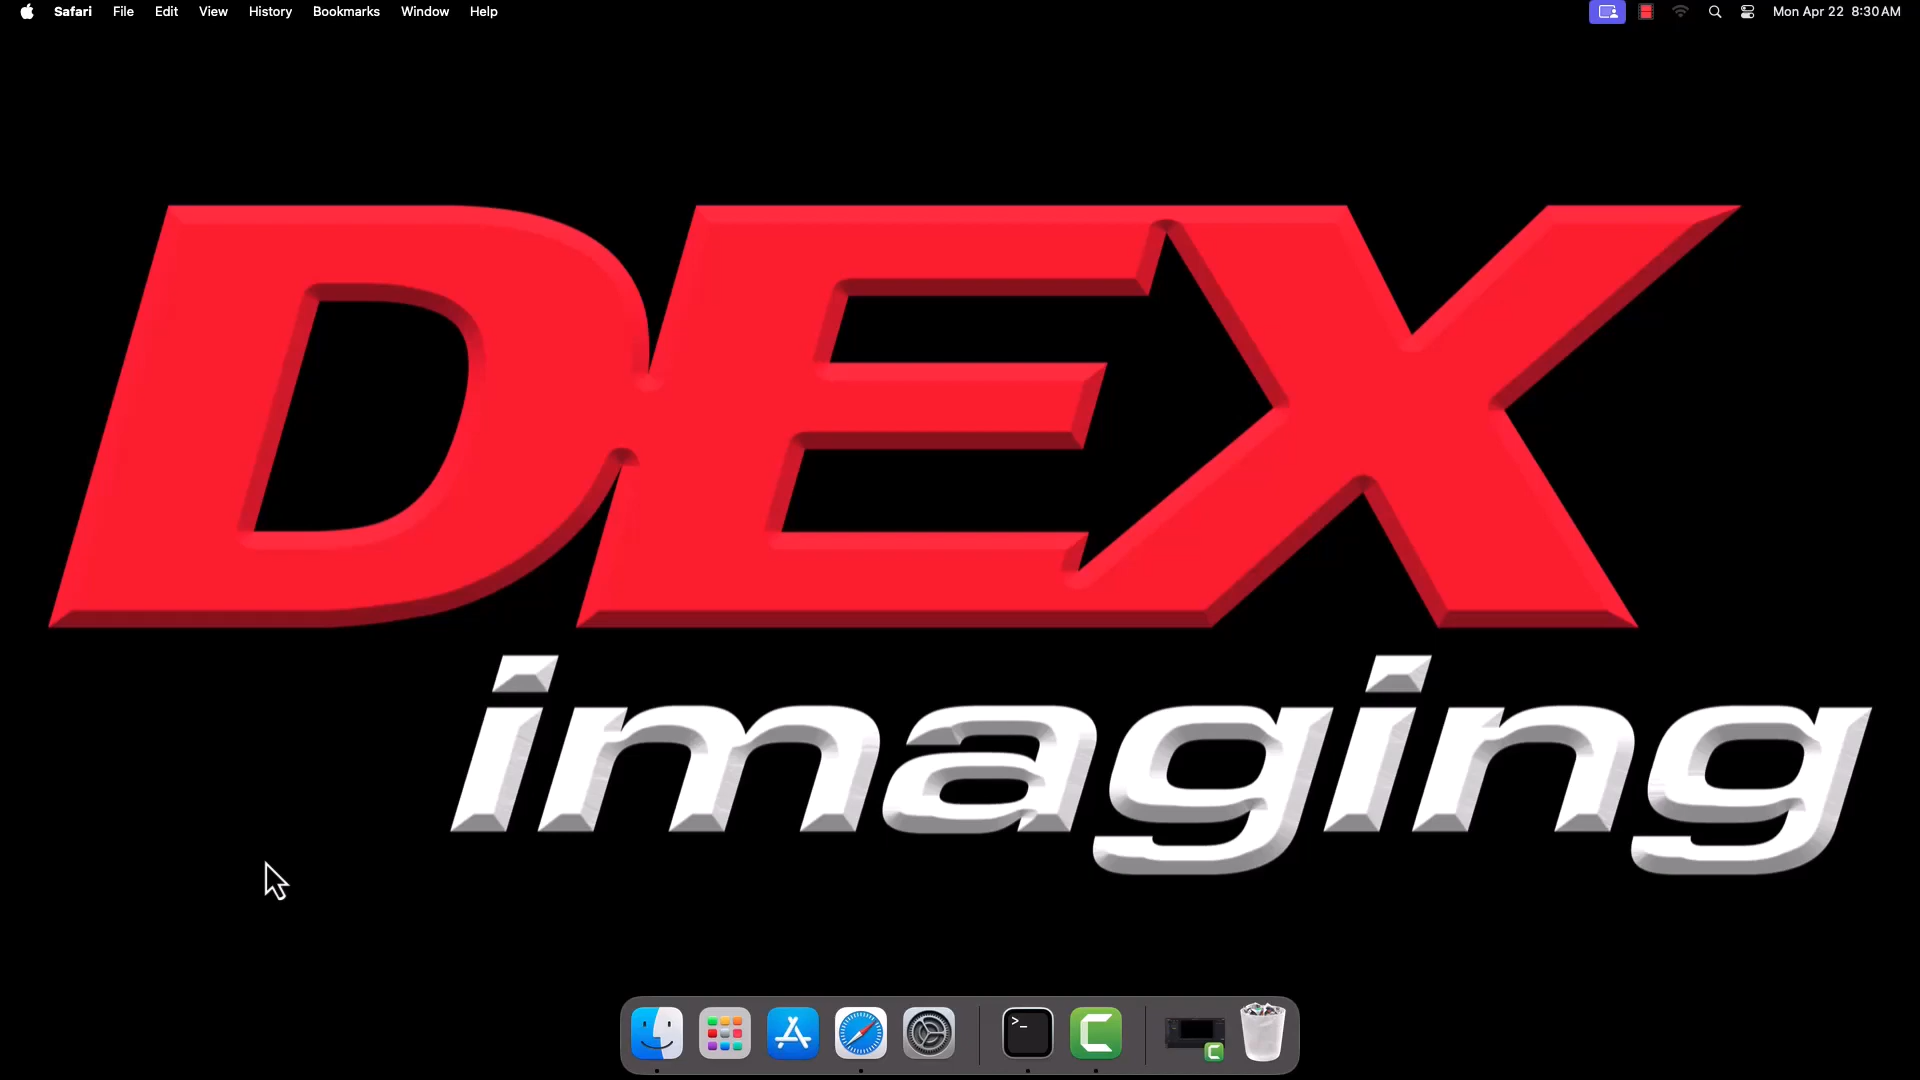 Safari File Edit View History Bookmarks Window Help Mon Apr 22 8:30 AM
DEX
imaging
>_